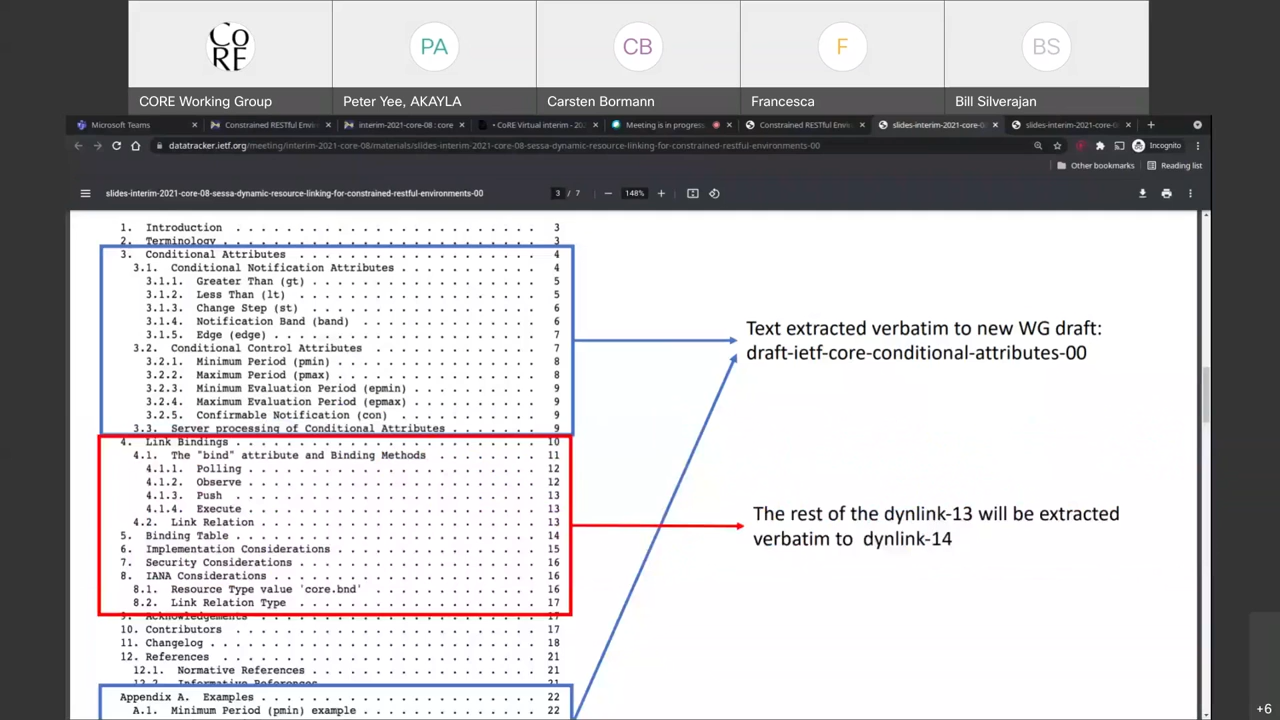 CORE
PA
CB
F
BS
CORE Working Group
Peter Yee, AKAYLA
Carsten Bormann
Francesca
Bill Silverajan
Microsoft Teams
Constrained RESTful Envi
interim-2021-core-08 : core
• CoRE Virtual interim - 202
Meeting is in progress
Constrained RESTful Envi
slides-interim-2021-core-0
slides-interim-2021-core-0
datatracker.ietf.org/meeting/interim-2021-core-08/materials/slides-interim-2021-core-08-sessa-dynamic-resource-linking-for-constrained-restful-environments-00
Incognito
Other bookmarks
Reading list
slides-interim-2021-core-08-sessa-dynamic-resource-linking-for-constrained-restful-environments-00
3 / 7
148%
1. Introduction . . . . . . . . . . . . . . . . . . . . . . . . 3
2. Terminology . . . . . . . . . . . . . . . . . . . . . . . . 3
3. Conditional Attributes . . . . . . . . . . . . . . . . . . . 4
3.1. Conditional Notification Attributes . . . . . . . . . . . 4
3.1.1. Greater Than (gt) . . . . . . . . . . . . . . . . . . 5
3.1.2. Less Than (lt) . . . . . . . . . . . . . . . . . . . 5
3.1.3. Change Step (st) . . . . . . . . . . . . . . . . . . 6
3.1.4. Notification Band (band) . . . . . . . . . . . . . . 6
3.1.5. Edge (edge) . . . . . . . . . . . . . . . . . . . . . 7
3.2. Conditional Control Attributes . . . . . . . . . . . . . 7
3.2.1. Minimum Period (pmin) . . . . . . . . . . . . . . . . 8
3.2.2. Maximum Period (pmax) . . . . . . . . . . . . . . . . 8
3.2.3. Minimum Evaluation Period (epmin) . . . . . . . . . . 9
3.2.4. Maximum Evaluation Period (epmax) . . . . . . . . . . 9
3.2.5. Confirmable Notification (con) . . . . . . . . . . . 9
3.3. Server processing of Conditional Attributes . . . . . . . 9
4. Link Bindings . . . . . . . . . . . . . . . . . . . . . . . 10
4.1. The "bind" attribute and Binding Methods . . . . . . . . 11
4.1.1. Polling . . . . . . . . . . . . . . . . . . . . . . . 12
4.1.2. Observe . . . . . . . . . . . . . . . . . . . . . . . 12
4.1.3. Push . . . . . . . . . . . . . . . . . . . . . . . . 13
4.1.4. Execute . . . . . . . . . . . . . . . . . . . . . . . 13
4.2. Link Relation . . . . . . . . . . . . . . . . . . . . . . 13
5. Binding Table . . . . . . . . . . . . . . . . . . . . . . . 14
6. Implementation Considerations . . . . . . . . . . . . . . . 15
7. Security Considerations . . . . . . . . . . . . . . . . . . 16
8. IANA Considerations . . . . . . . . . . . . . . . . . . . . 16
8.1. Resource Type value 'core.bnd' . . . . . . . . . . . . . 16
8.2. Link Relation Type . . . . . . . . . . . . . . . . . . . 17
9. Acknowledgements . . . . . . . . . . . . . . . . . . . . . . 17
10. Contributors . . . . . . . . . . . . . . . . . . . . . . . . 17
11. Changelog . . . . . . . . . . . . . . . . . . . . . . . . . 18
12. References . . . . . . . . . . . . . . . . . . . . . . . . . 21
12.1. Normative References . . . . . . . . . . . . . . . . . . 21
12.2. Informative References . . . . . . . . . . . . . . . . . 21
Appendix A. Examples . . . . . . . . . . . . . . . . . . . . . . 22
A.1. Minimum Period (pmin) example . . . . . . . . . . . . . . 22
Text extracted verbatim to new WG draft:
draft-ietf-core-conditional-attributes-00
The rest of the dynlink-13 will be extracted
verbatim to dynlink-14
+6